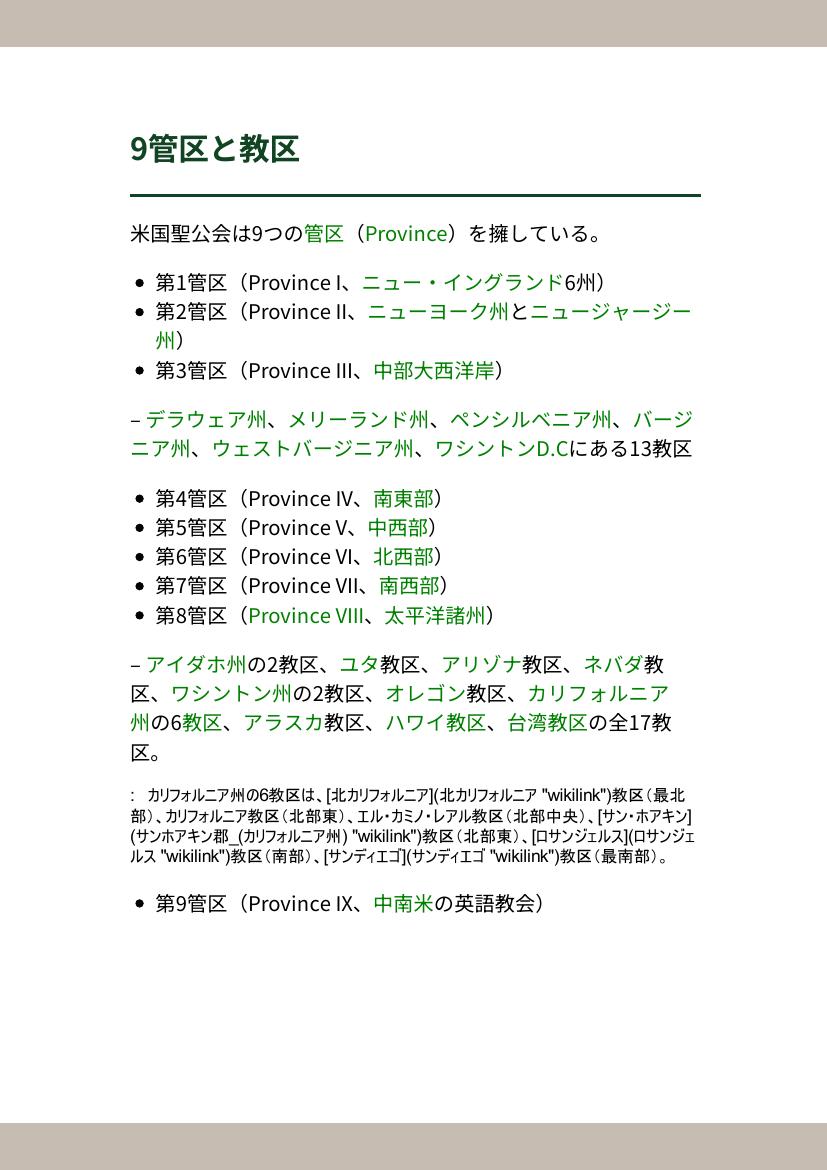 9管区と教区
米国聖公会は9つの管区（Province）を擁している。
• 第1管区（Province I、ニュー・イングランド6州）
• 第2管区（Province II、ニューヨーク州とニュージャージー
州）
• 第3管区（Province III、中部大西洋岸）
– デラウェア州、メリーランド州、ペンシルベニア州、バージ
ニア州、ウェストバージニア州、ワシントンD.Cにある13教区
• 第4管区（Province IV、南東部）
• 第5管区（Province V、中西部）
• 第6管区（Province VI、北西部）
• 第7管区（Province VII、南西部）
• 第8管区（Province VIII、太平洋諸州）
– アイダホ州の2教区、ユタ教区、アリゾナ教区、ネバダ教
区、ワシントン州の2教区、オレゴン教区、カリフォルニア
州の6教区、アラスカ教区、ハワイ教区、台湾教区の全17教
区。
:　カリフォルニア州の6教区は、[北カリフォルニア](北カリフォルニア "wikilink")教区（最北
部）、カリフォルニア教区（北部東）、エル・カミノ・レアル教区（北部中央）、[サン・ホアキン]
(サンホアキン郡_(カリフォルニア州) "wikilink")教区（北部東）、[ロサンジェルス](ロサンジェ
ルス "wikilink")教区（南部）、[サンディエゴ](サンディエゴ "wikilink")教区（最南部）。
• 第9管区（Province IX、中南米の英語教会）